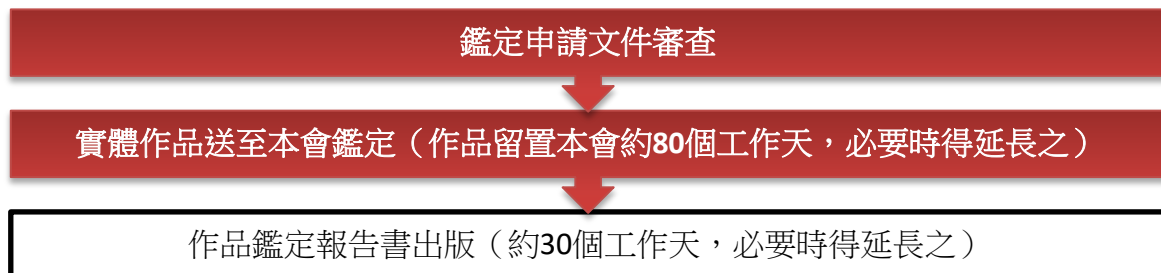 鑑定申請文件審查
實體作品送至本會鑑定（作品留置本會約80個工作天，必要時得延長之）
作品鑑定報告書出版（約30個工作天，必要時得延長之）